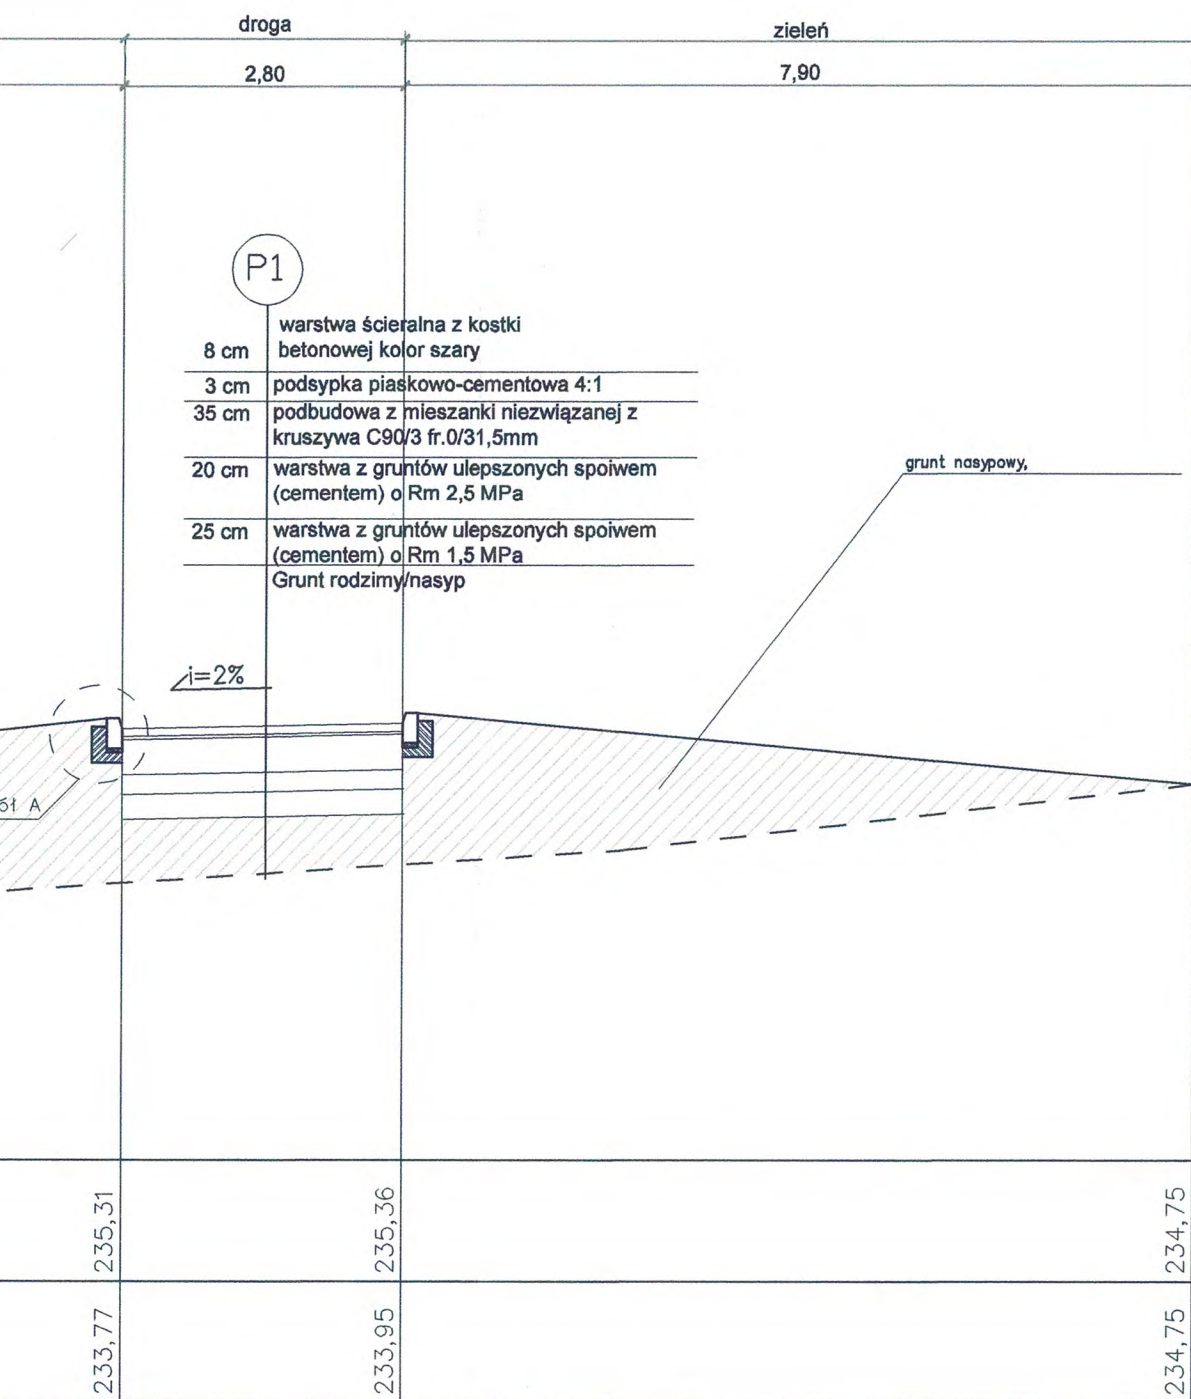 droga
zieleń
2,80
7,90
P1
warstwa ścieralna z kostki
8 cm betonowej kolor szary
3 cm podsypka piaskowo-cementowa 4:1
35 cm podbudowa z mieszanki niezwiązanej z
kruszywa C90/3 fr.0/31,5mm
20 cm warstwa z gruntów ulepszonych spoiwem
(cementem) o Rm 2,5 MPa
25 cm warstwa z gruntów ulepszonych spoiwem
(cementem) o Rm 1,5 MPa
Grunt rodzimy/nasyp
grunt nasypowy,
i=2%
A
235,31
235,36
234,75
233,77
233,95
234,75